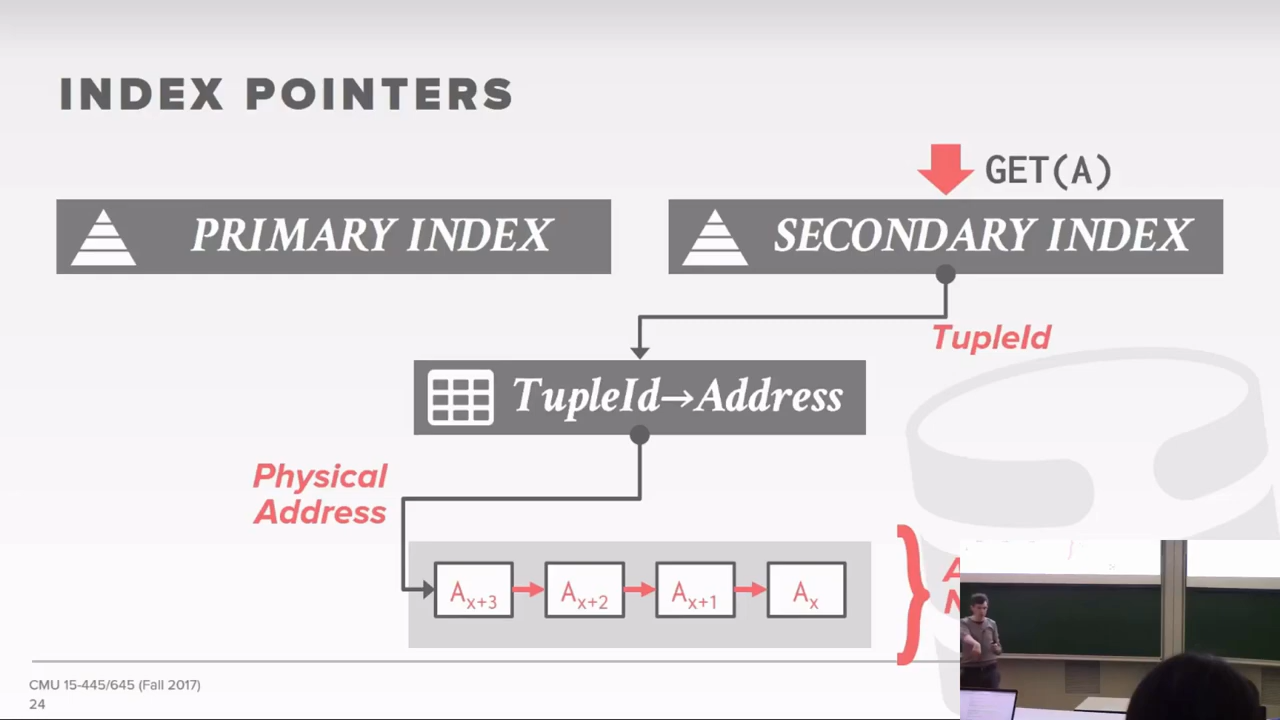 INDEX POINTERS
GET(A)
PRIMARY INDEX
SECONDARY INDEX
TupleId
TupleId→Address
Physical
Address
Ax+3
Ax+2
Ax+1
Ax
CMU 15-445/645 (Fall 2017)
24